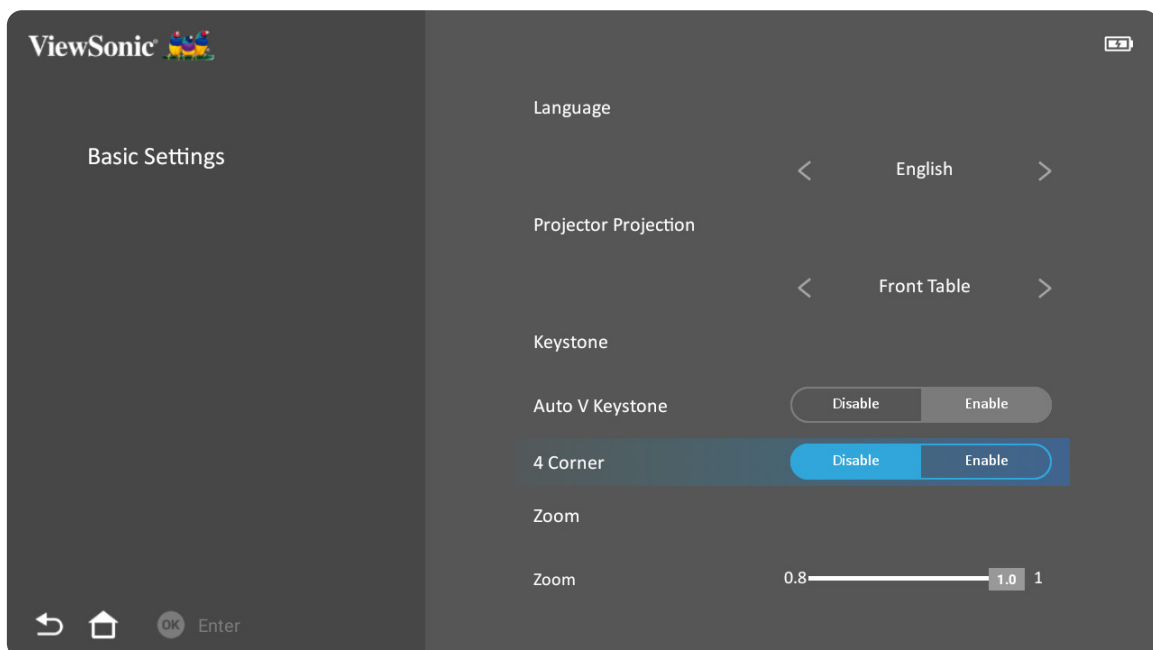 ViewSonic
Language
Basic Settings
English
Projector Projection
Front Table
Keystone
Auto V Keystone Disable Enable
4 Corner Disable Enable
Zoom
Zoom 0.8 1.0 1
OK Enter